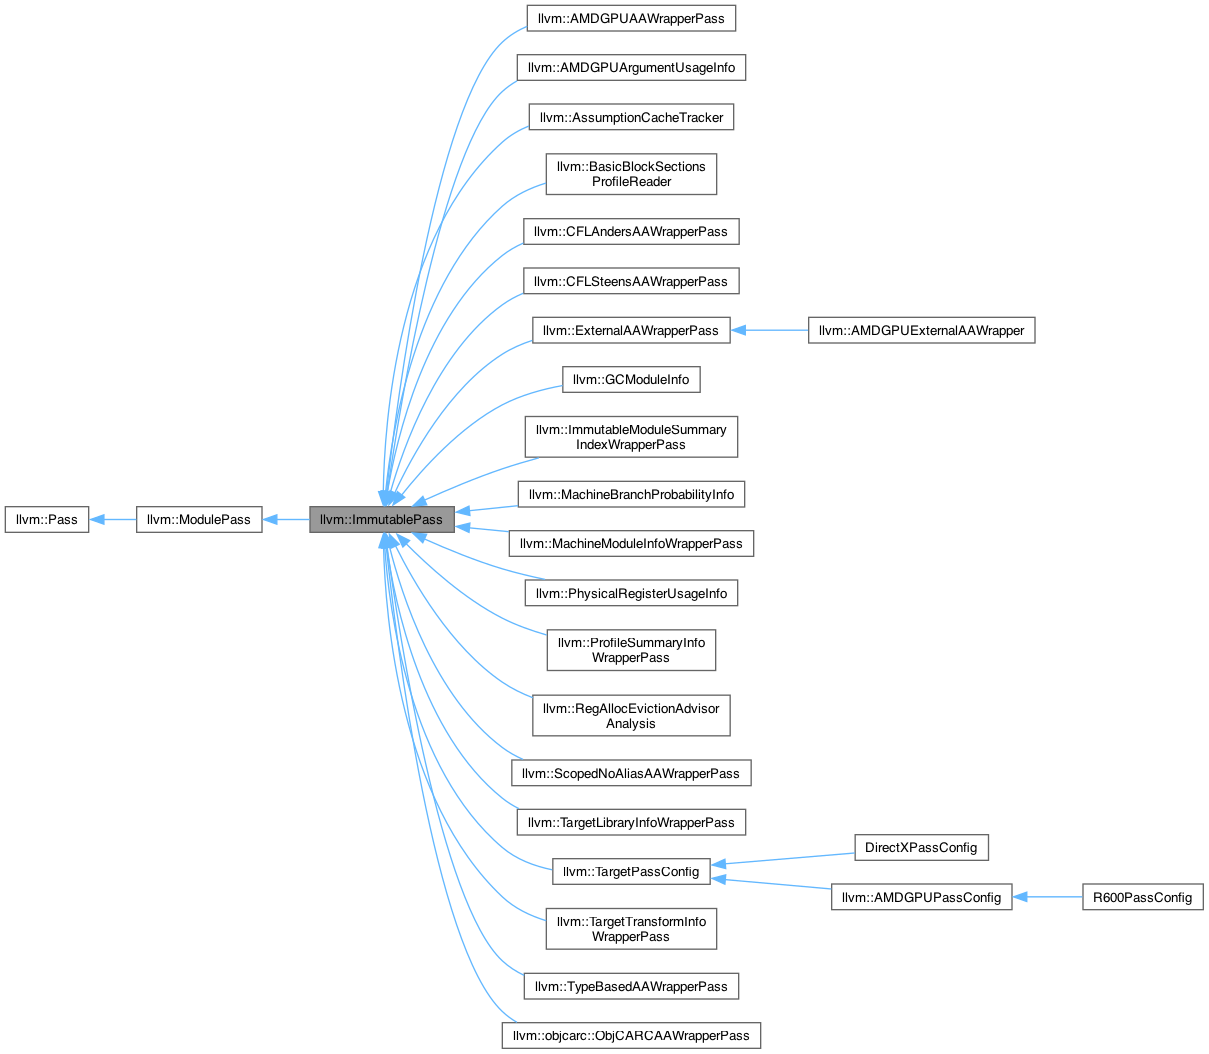 llvm::AMDGPUAAWrapperPass
llvm::AMDGPUArgumentUsageInfo
llvm::AssumptionCacheTracker
llvm::BasicBlockSections
ProfileReader
llvm::CFLAndersAAWrapperPass
llvm::CFLSteensAAWrapperPass
llvm::ExternalAAWrapperPass
llvm::AMDGPUExternalAAWrapper
llvm::GCModuleInfo
llvm::ImmutableModuleSummary
IndexWrapperPass
llvm::MachineBranchProbabilityInfo
llvm::Pass
llvm::ModulePass
llvm::ImmutablePass
llvm::MachineModuleInfoWrapperPass
llvm::PhysicalRegisterUsageInfo
llvm::ProfileSummaryInfo
WrapperPass
llvm::RegAllocEvictionAdvisor
Analysis
llvm::ScopedNoAliasAAWrapperPass
llvm::TargetLibraryInfoWrapperPass
DirectXPassConfig
llvm::TargetPassConfig
llvm::AMDGPUPassConfig
R600PassConfig
llvm::TargetTransformInfo
WrapperPass
llvm::TypeBasedAAWrapperPass
llvm::objcarc::ObjCARCAAWrapperPass